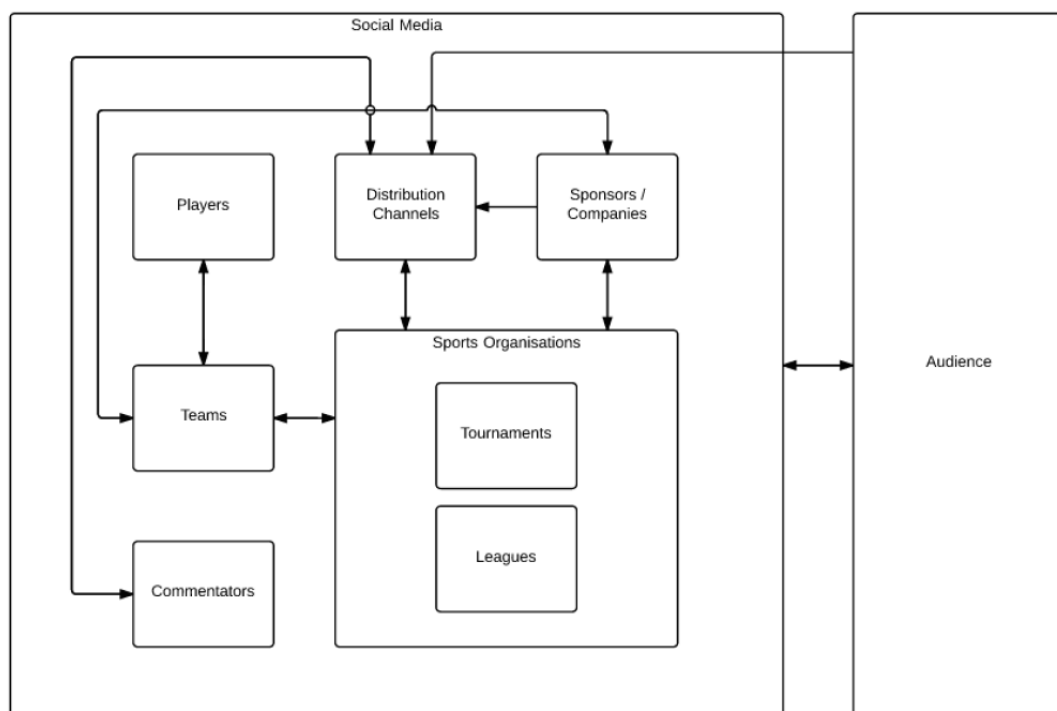 Social Media
Players
Distribution
Channels
Sponsors /
Companies
Sports Organisations
Audience
Teams
Tournaments
Leagues
Commentators